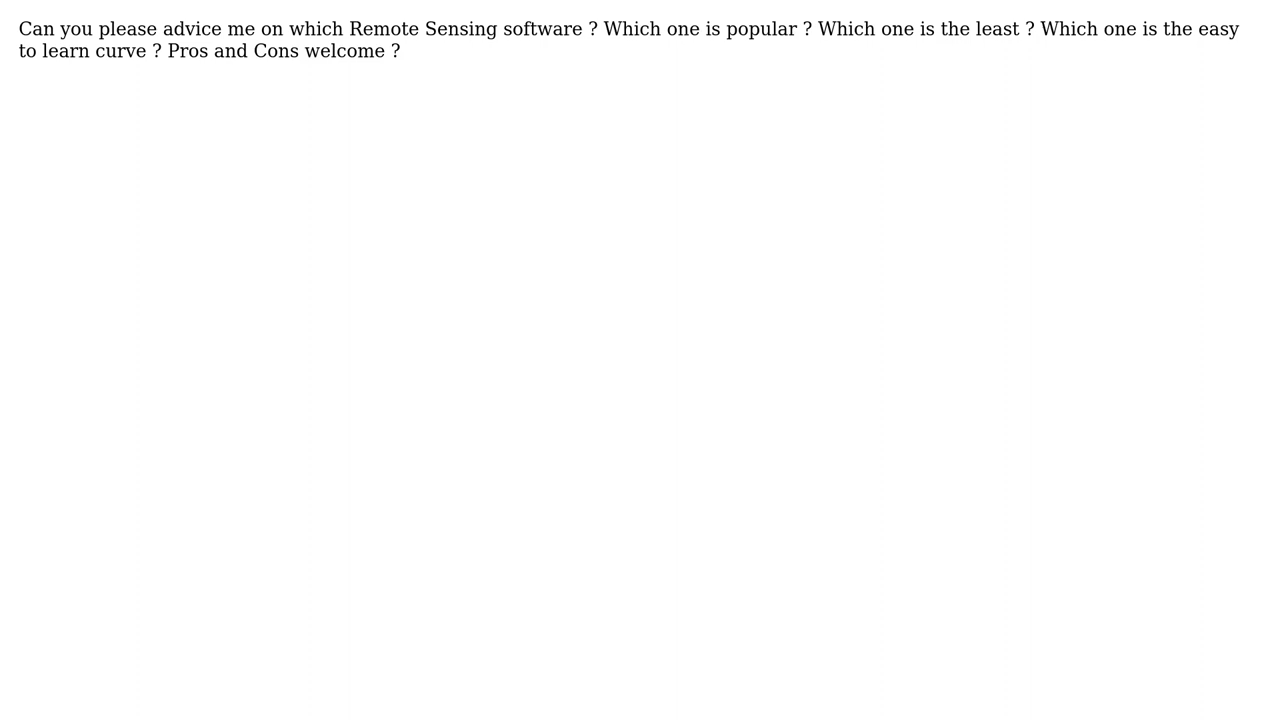 Can you please advice me on which Remote Sensing software ? Which one is popular ? Which one is the least ? Which one is the easy
to learn curve ? Pros and Cons welcome ?